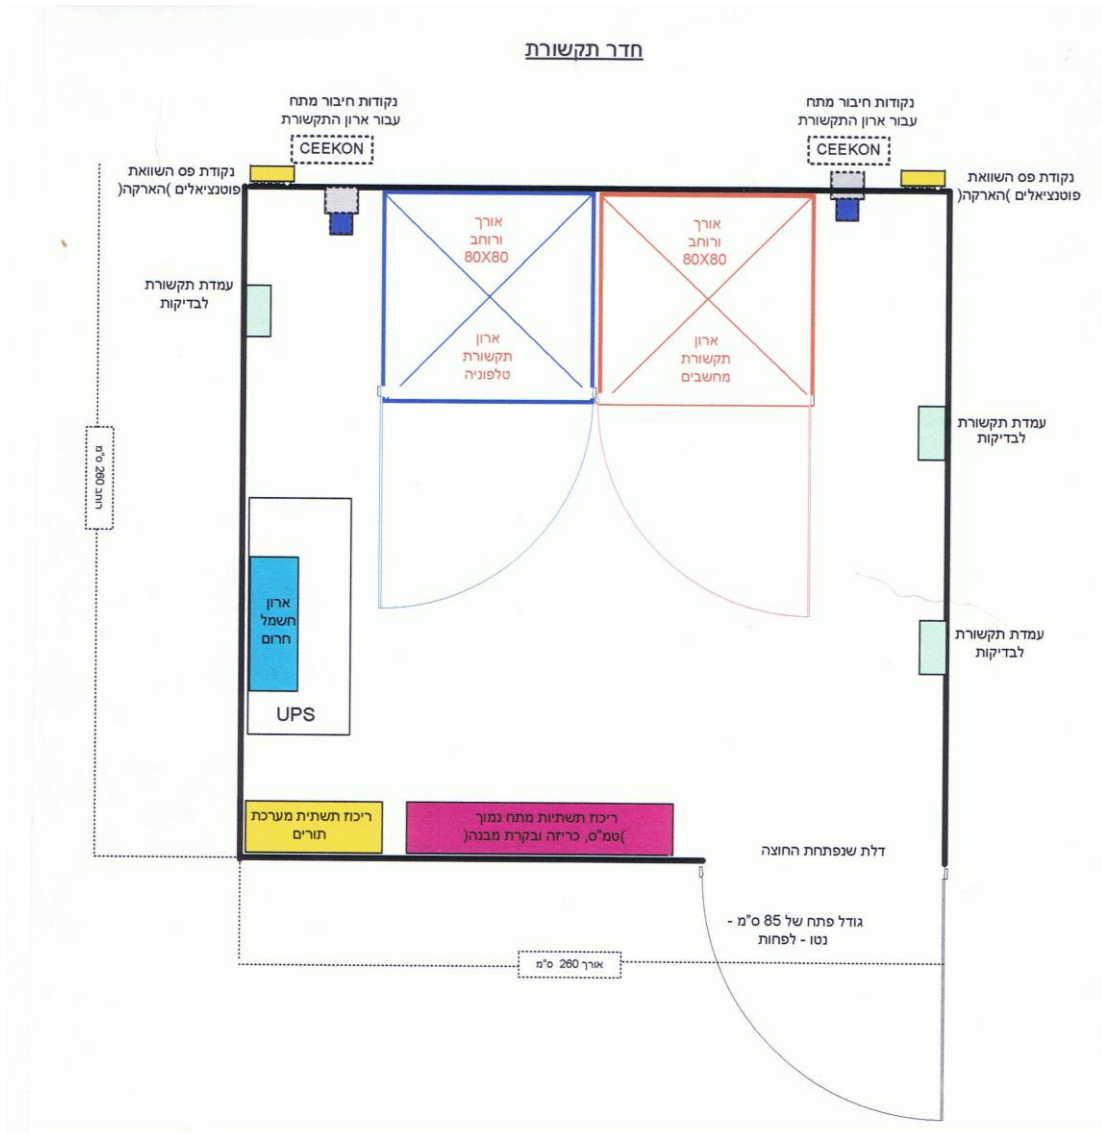 חדר תקשורת
נקודות חיבור מתח
עבור ארון התקשורת
CEEKON
נקודות חיבור מתח
עבור ארון התקשורת
CEEKON
נקודת פס השוואת
פוטנציאלים )הארקה(
נקודת פס השוואת
פוטנציאלים )הארקה(
אורך
ורוחב
80X80
ארון
תקשורת
מחשבים
אורך
ורוחב
80X80
ארון
תקשורת
טלפוניה
עמדת תקשורת
לבדיקות
עמדת תקשורת
לבדיקות
עמדת תקשורת
לבדיקות
רוחב 260 ס"מ
ארון
חשמל
חרום
UPS
ריכוז תשתיות מתח נמוך
)טמ"ס, כריזה ובקרת מבנה(
ריכוז תשתית מערכת
תורים
דלת שנפתחת החוצה
גודל פתח של 85 ס"מ -
נטו - לפחות
אורך 260 ס"מ